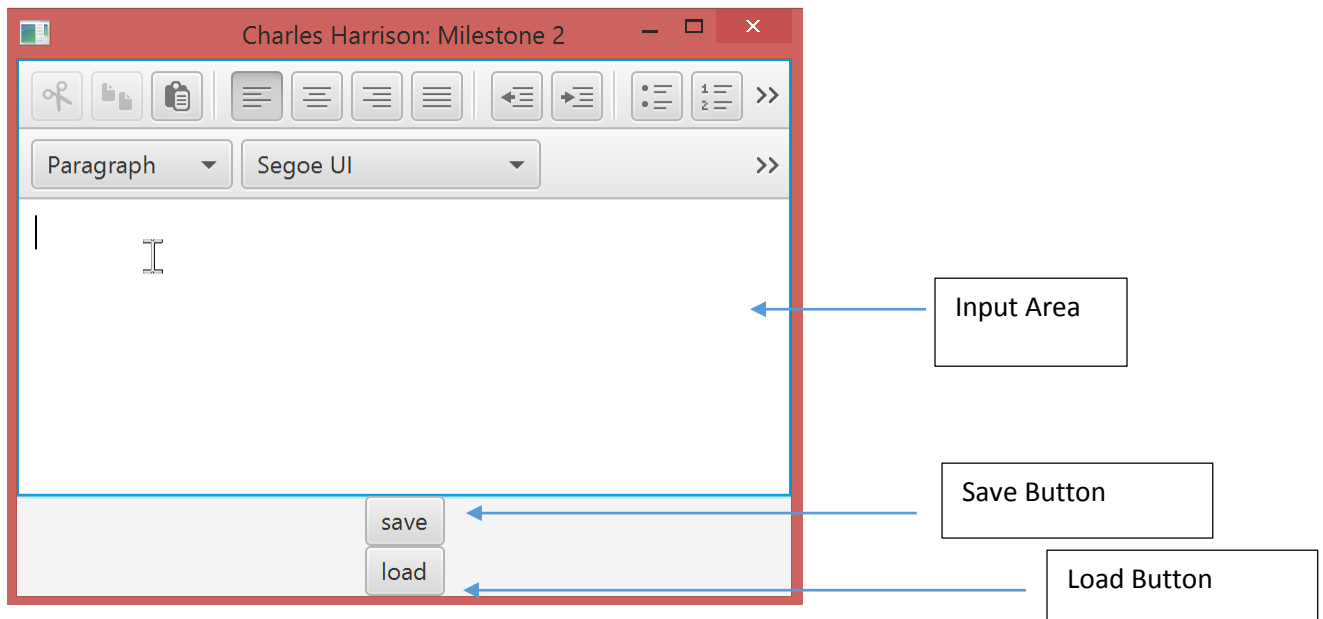 Charles Harrison: Milestone 2
Paragraph Segoe UI
Input Area
save
Save Button
load
Load Button